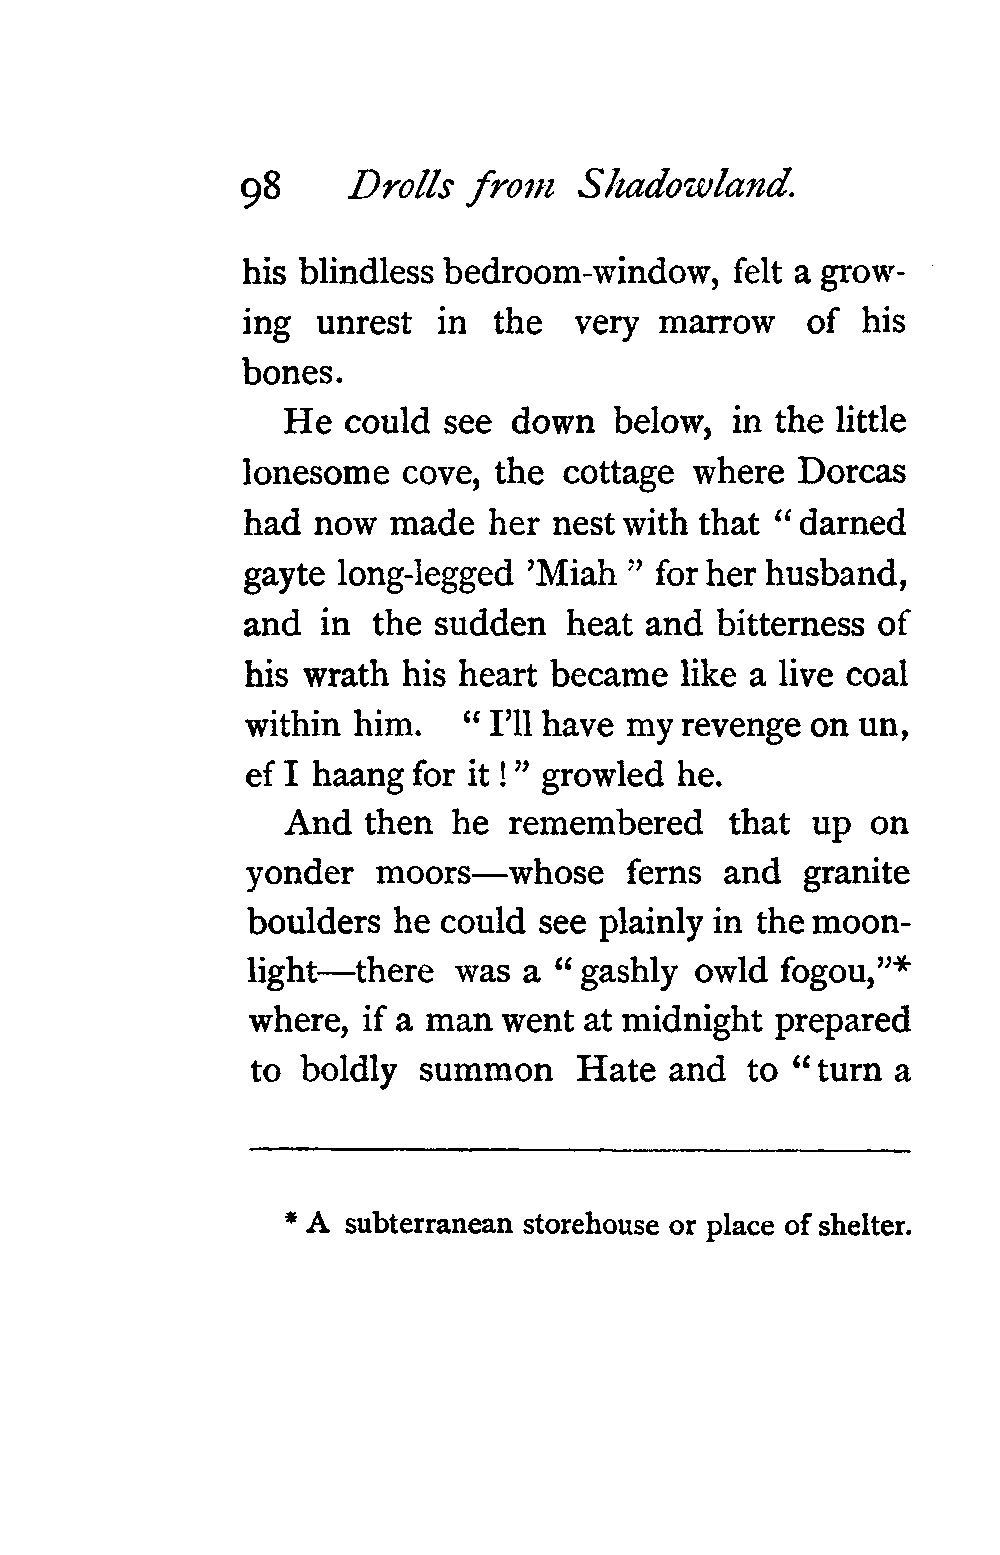 98 Drolls from Shadowland.
his blindless bedroom-window, felt a grow-
ing unrest in the very marrow of his
bones.
He could see down below, in the little
lonesome cove, the cottage where Dorcas
had now made her nest with that “darned
gayte long-legged ’Miah” for her husband,
and in the sudden heat and bitterness of
his wrath his heart became like a live coal
within him. “I’ll have my revenge on un,
ef I haang for it!” growled he.
And then he remembered that up on
yonder moors—whose ferns and granite
boulders he could see plainly in the moon-
light—there was a “gashly owld fogou,”*
where, if a man went at midnight prepared
to boldly summon Hate and to “turn a
* A subterranean storehouse or place of shelter.